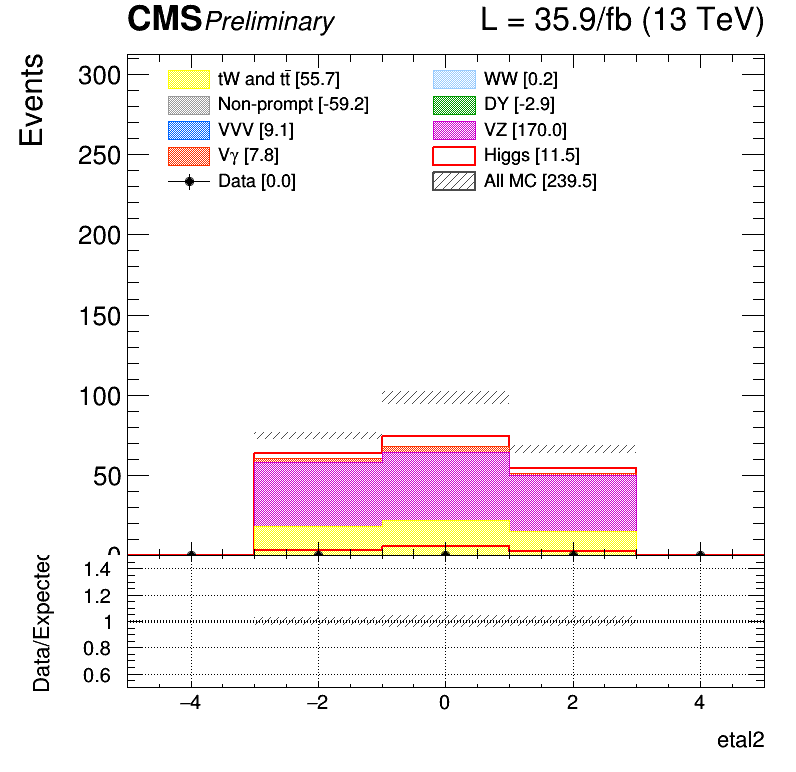 CMS Preliminary L = 35.9/fb (13 TeV)
Events
300
250
200
150
100
50
0
tW and tt̄ [55.7]
Non-prompt [-59.2]
VVV [9.1]
Vγ [7.8]
Data [0.0]
WW [0.2]
DY [-2.9]
VZ [170.0]
Higgs [11.5]
All MC [239.5]
Data/Expected
1.4
1.2
1
0.8
0.6
−4 −2 0 2 4
etal2